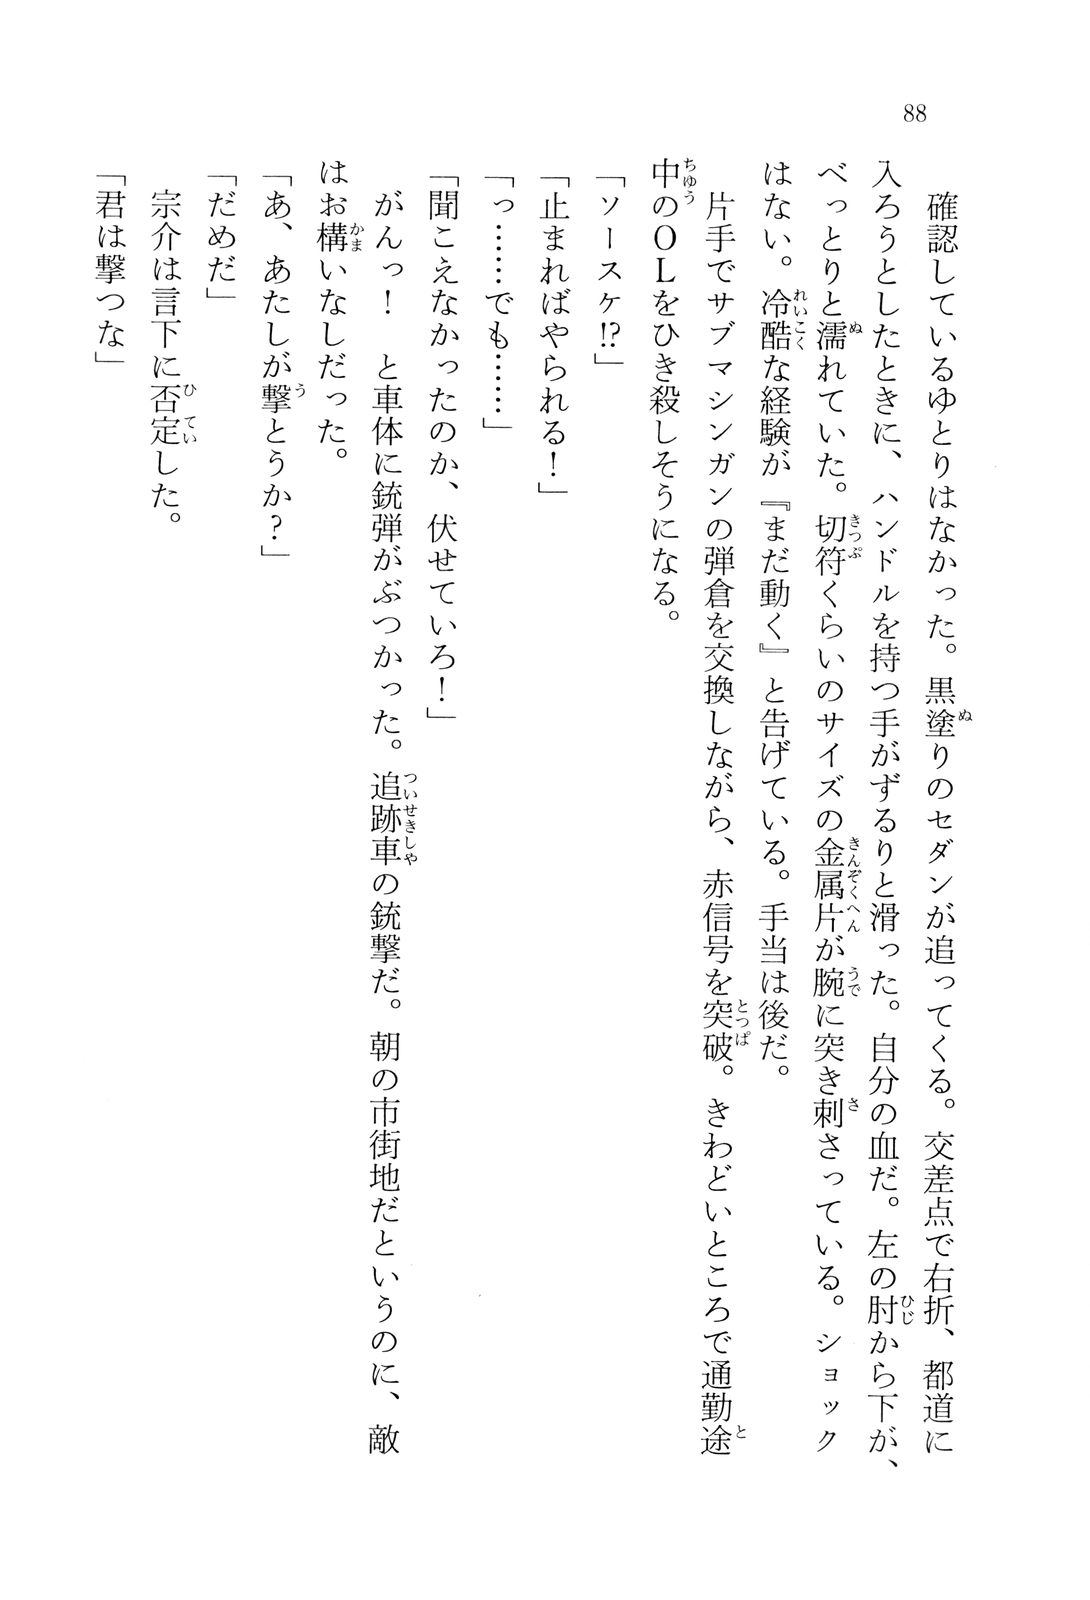 88
確認しているゆとりはなかった。黒塗りのセダンが追ってくる。交差点で右折、都道に
入ろうとしたときに、ハンドルを持つ手がずるりと滑った。自分の血だ。左の肘から下が、
べっとりと濡れていた。切符くらいのサイズの金属片が腕に突き刺さっている。ショック
はない。冷酷な経験が『まだ動く』と告げている。手当は後だ。
片手でサブマシンガンの弾倉を交換しながら、赤信号を突破。きわどいところで通勤途
中のOLをひき殺しそうになる。
「ソースケ!?」
「止まればやられる！」
「っ……でも……」
「聞こえなかったのか、伏せていろ！」
がんっ！　と車体に銃弾がぶつかった。追跡車の銃撃だ。朝の市街地だというのに、敵
はお構いなしだった。
「あ、あたしが撃とうか？」
「だめだ」
宗介は言下に否定した。
「君は撃つな」